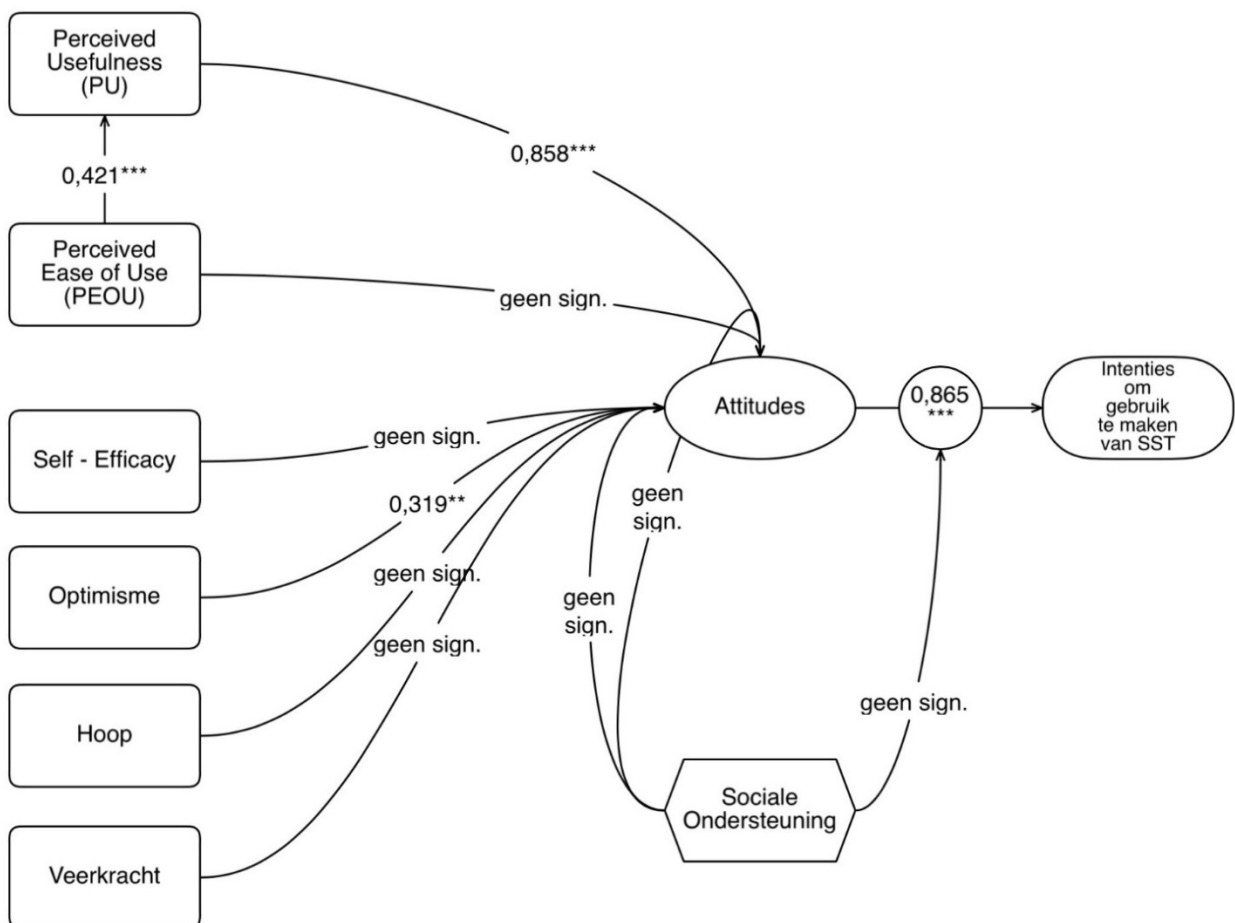 Perceived
Usefulness
(PU)
0,858***
0,421***
Perceived
Ease of Use
(PEOU)
geen sign.
Attitudes
0,865
***
Intenties
om
gebruik
te maken
van SST
Self - Efficacy
geen sign.
0,319**
geen
sign.
Optimisme
geen sign.
geen
sign.
geen sign.
Hoop
geen sign.
Sociale
Ondersteuning
Veerkracht